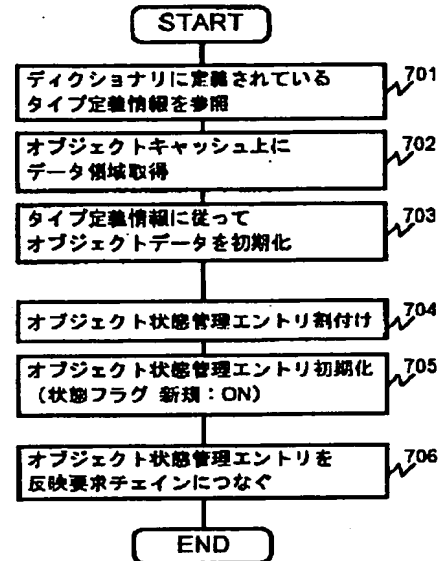 START
ディクショナリに定義されている
タイプ定義情報を参照
701
オブジェクトキャッシュ上に
データ領域取得
702
タイプ定義情報に従って
オブジェクトデータを初期化
703
オブジェクト状態管理エントリ割付け
704
オブジェクト状態管理エントリ初期化
（状態フラグ 新規：ON）
705
オブジェクト状態管理エントリを
反映要求チェインにつなぐ
706
END